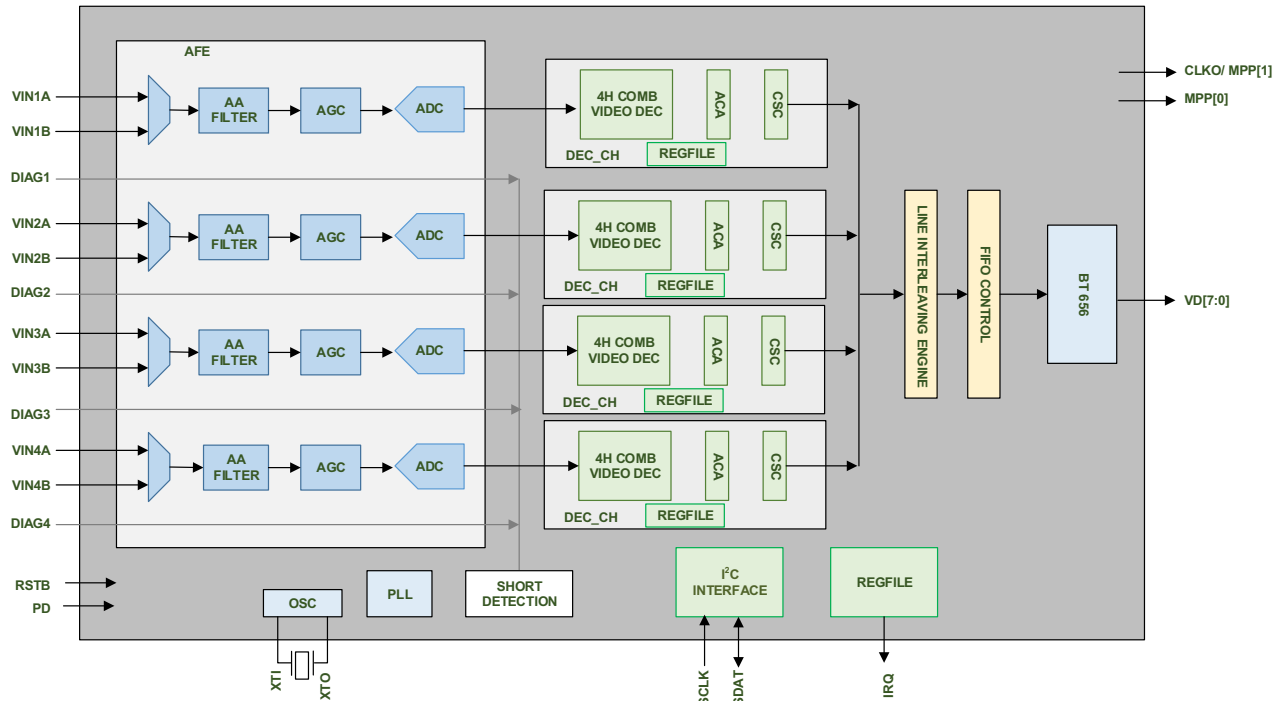 AFE
VIN1A
VIN1B
AA
FILTER
AGC
ADC
4H COMB
VIDEO DEC
ACA
CSC
DEC_CH
REGFILE
CLKO/ MPP[1]
MPP[0]
DIAG1
VIN2A
VIN2B
AA
FILTER
AGC
ADC
4H COMB
VIDEO DEC
ACA
CSC
DEC_CH
REGFILE
DIAG2
VIN3A
VIN3B
AA
FILTER
AGC
ADC
4H COMB
VIDEO DEC
ACA
CSC
DEC_CH
REGFILE
LINE INTERLEAVING ENGINE
FIFO CONTROL
BT 656
VD[7:0]
DIAG3
VIN4A
VIN4B
AA
FILTER
AGC
ADC
4H COMB
VIDEO DEC
ACA
CSC
DEC_CH
REGFILE
DIAG4
RSTB
PD
OSC
PLL
SHORT
DETECTION
I²C
INTERFACE
REGFILE
XTI
XTO
SCLK
SDAT
IRQ